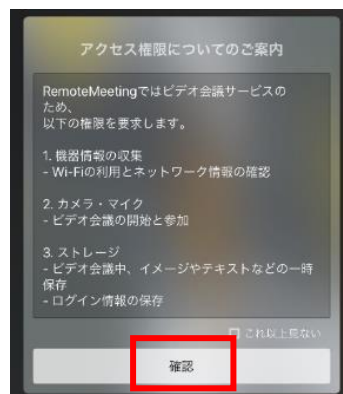 アクセス権限についてのご案内
RemoteMeetingではビデオ会議サービスの
ため、
以下の権限を要求します。
1. 機器情報の収集
- Wi-Fiの利用とネットワーク情報の確認
2. カメラ・マイク
- ビデオ会議の開始と参加
3. ストレージ
- ビデオ会議中、イメージやテキストなどの一時
保存
- ログイン情報の保存
これ以上見ない
確認